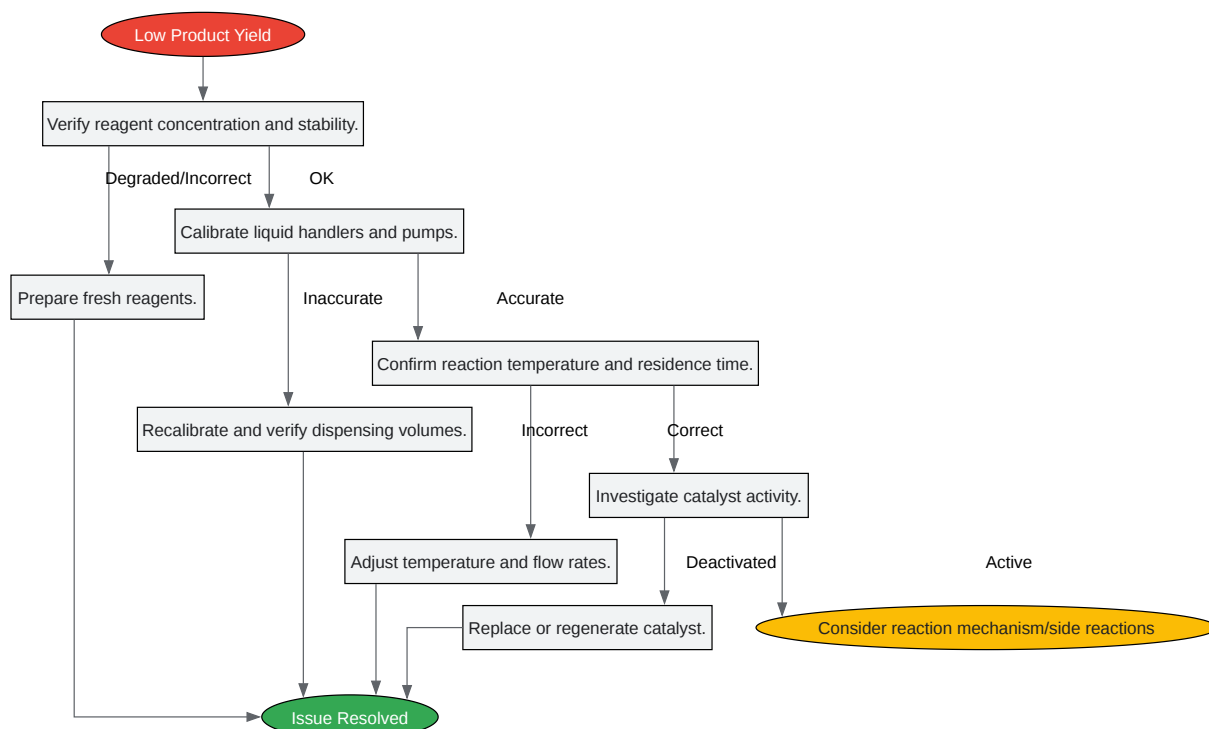 Low Product Yield
Verify reagent concentration and stability.
Degraded/Incorrect
OK
Calibrate liquid handlers and pumps.
Prepare fresh reagents.
Inaccurate
Accurate
Confirm reaction temperature and residence time.
Recalibrate and verify dispensing volumes.
Incorrect
Correct
Investigate catalyst activity.
Adjust temperature and flow rates.
Deactivated
Active
Replace or regenerate catalyst.
Consider reaction mechanism/side reactions
Issue Resolved